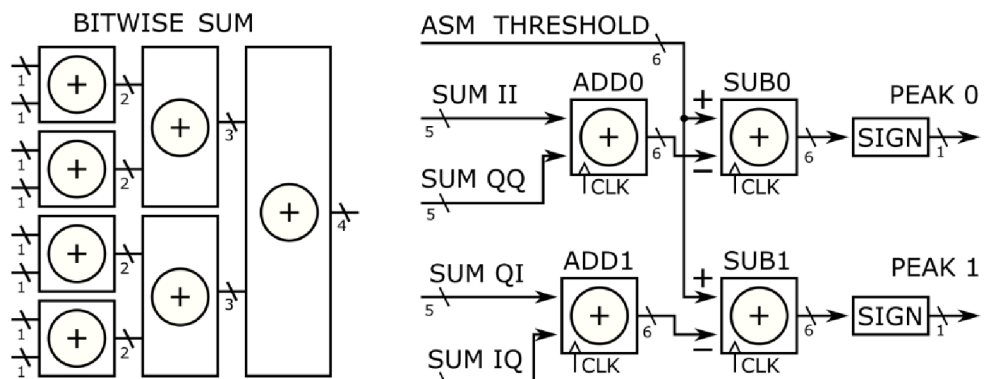 BITWISE SUM
+
+
+
+
+
+
+
1
1
1
1
1
1
1
1
2
2
2
2
3
3
4
ASM THRESHOLD
6
SUM II
5
SUM QQ
5
ADD0
+
CLK
6
+
−
SUB0
+
CLK
6
SIGN
1
PEAK 0
SUM QI
5
SUM IQ
ADD1
+
CLK
6
+
−
SUB1
+
CLK
6
SIGN
1
PEAK 1